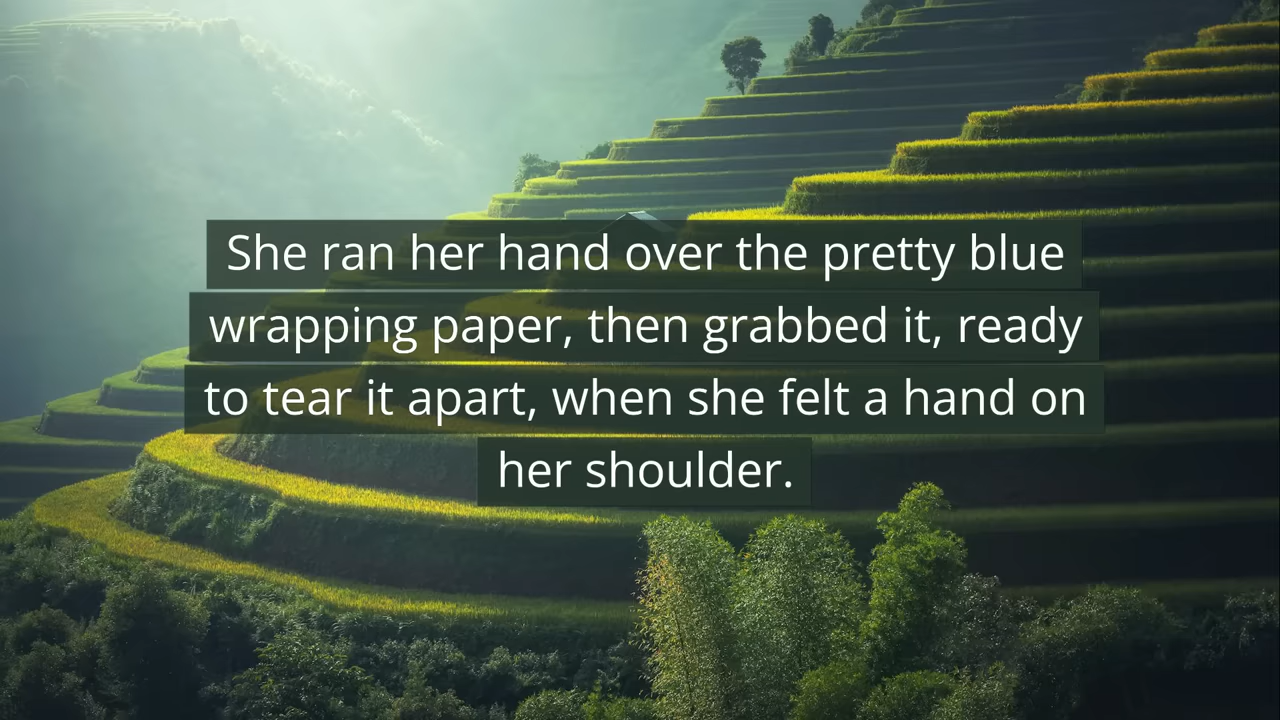 She ran her hand over the pretty blue
wrapping paper, then grabbed it, ready
to tear it apart, when she felt a hand on
her shoulder.